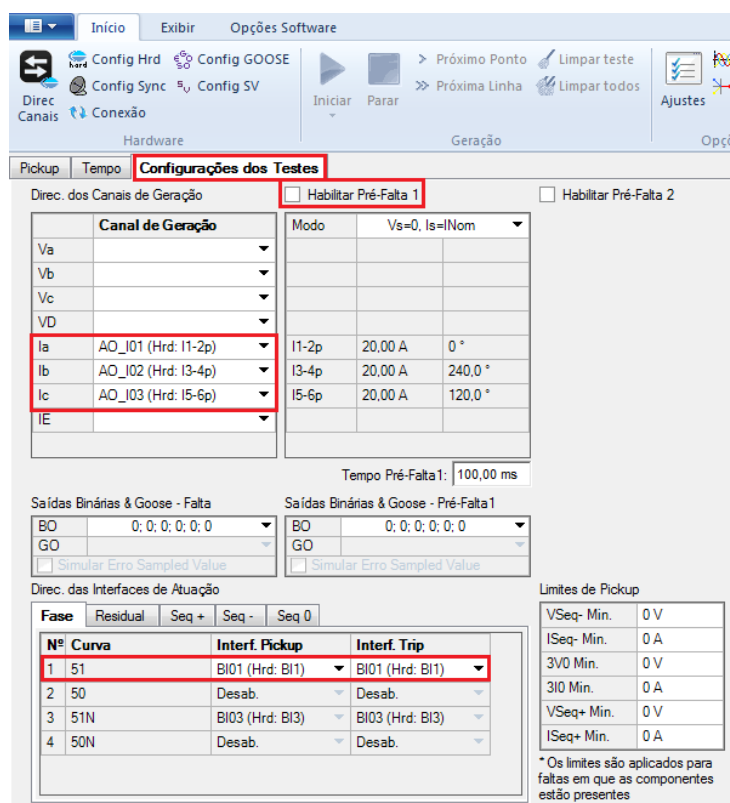 Início Exibir Opções Software
Config Hrd Config GOOSE > Próximo Ponto Limpar teste
Config Sync Config SV >> Próxima Linha Limpar todos
Direc Canais Conexão Iniciar Parar Ajustes
Hardware Geração Opçõ
Pickup Tempo Configurações dos Testes
Direc. dos Canais de Geração Habilitar Pré-Falta 1 Habilitar Pré-Falta 2
Canal de Geração Modo Vs=0, Is=INom
Va
Vb
Vc
VD
Ia AO_I01 (Hrd: I1-2p) I1-2p 20,00 A 0 °
Ib AO_I02 (Hrd: I3-4p) I3-4p 20,00 A 240,0 °
Ic AO_I03 (Hrd: I5-6p) I5-6p 20,00 A 120,0 °
IE
Tempo Pré-Falta1: 100,00 ms
Saídas Binárias & Goose - Falta Saídas Binárias & Goose - Pré-Falta1
BO 0; 0; 0; 0; 0; 0 BO 0; 0; 0; 0; 0; 0
GO GO
Simular Erro Sampled Value Simular Erro Sampled Value
Direc. das Interfaces de Atuação Limites de Pickup
Fase Residual Seq + Seq - Seq 0 VSeq- Min. 0 V
Nº Curva Interf. Pickup Interf. Trip ISeq- Min. 0 A
1 51 BI01 (Hrd: BI1) BI01 (Hrd: BI1) 3V0 Min. 0 V
2 50 Desab. Desab. 3I0 Min. 0 A
3 51N BI03 (Hrd: BI3) BI03 (Hrd: BI3) VSeq+ Min. 0 V
4 50N Desab. Desab. ISeq+ Min. 0 A
* Os limites são aplicados para
faltas em que as componentes
estão presentes